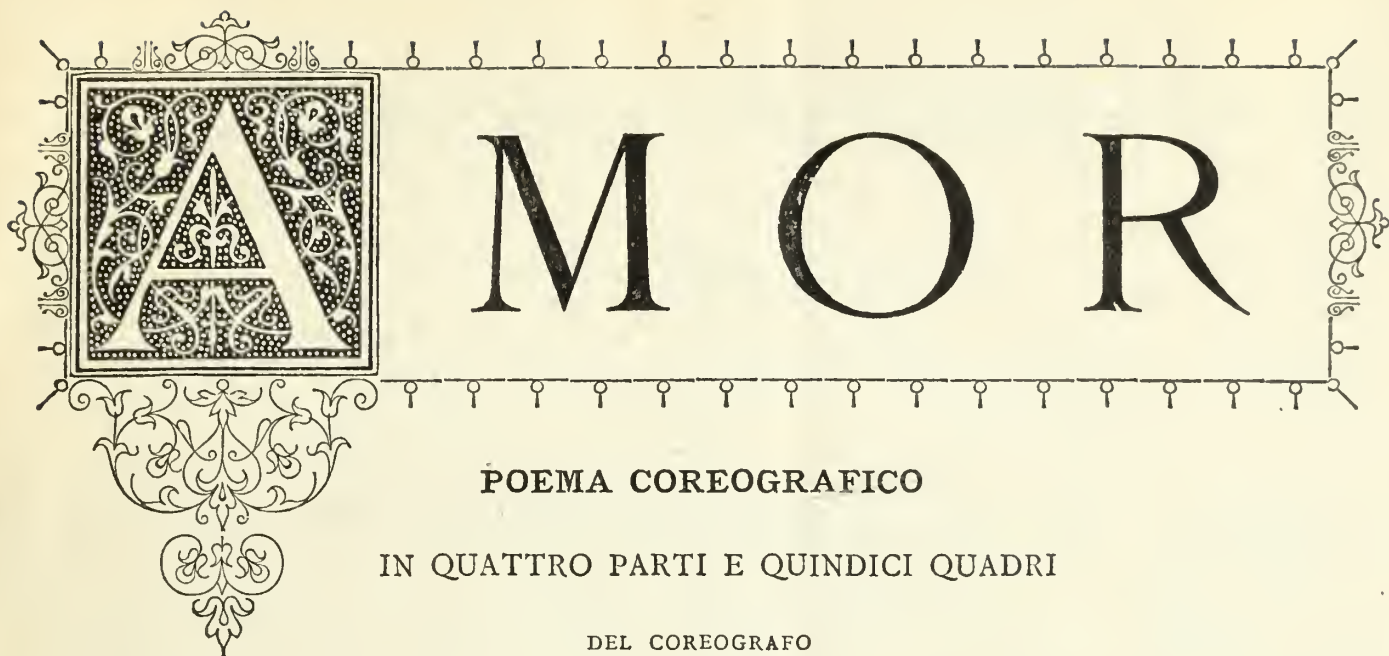 AMOR
POEMA COREOGRAFICO
IN QUATTRO PARTI E QUINDICI QUADRI
DEL COREOGRAFO